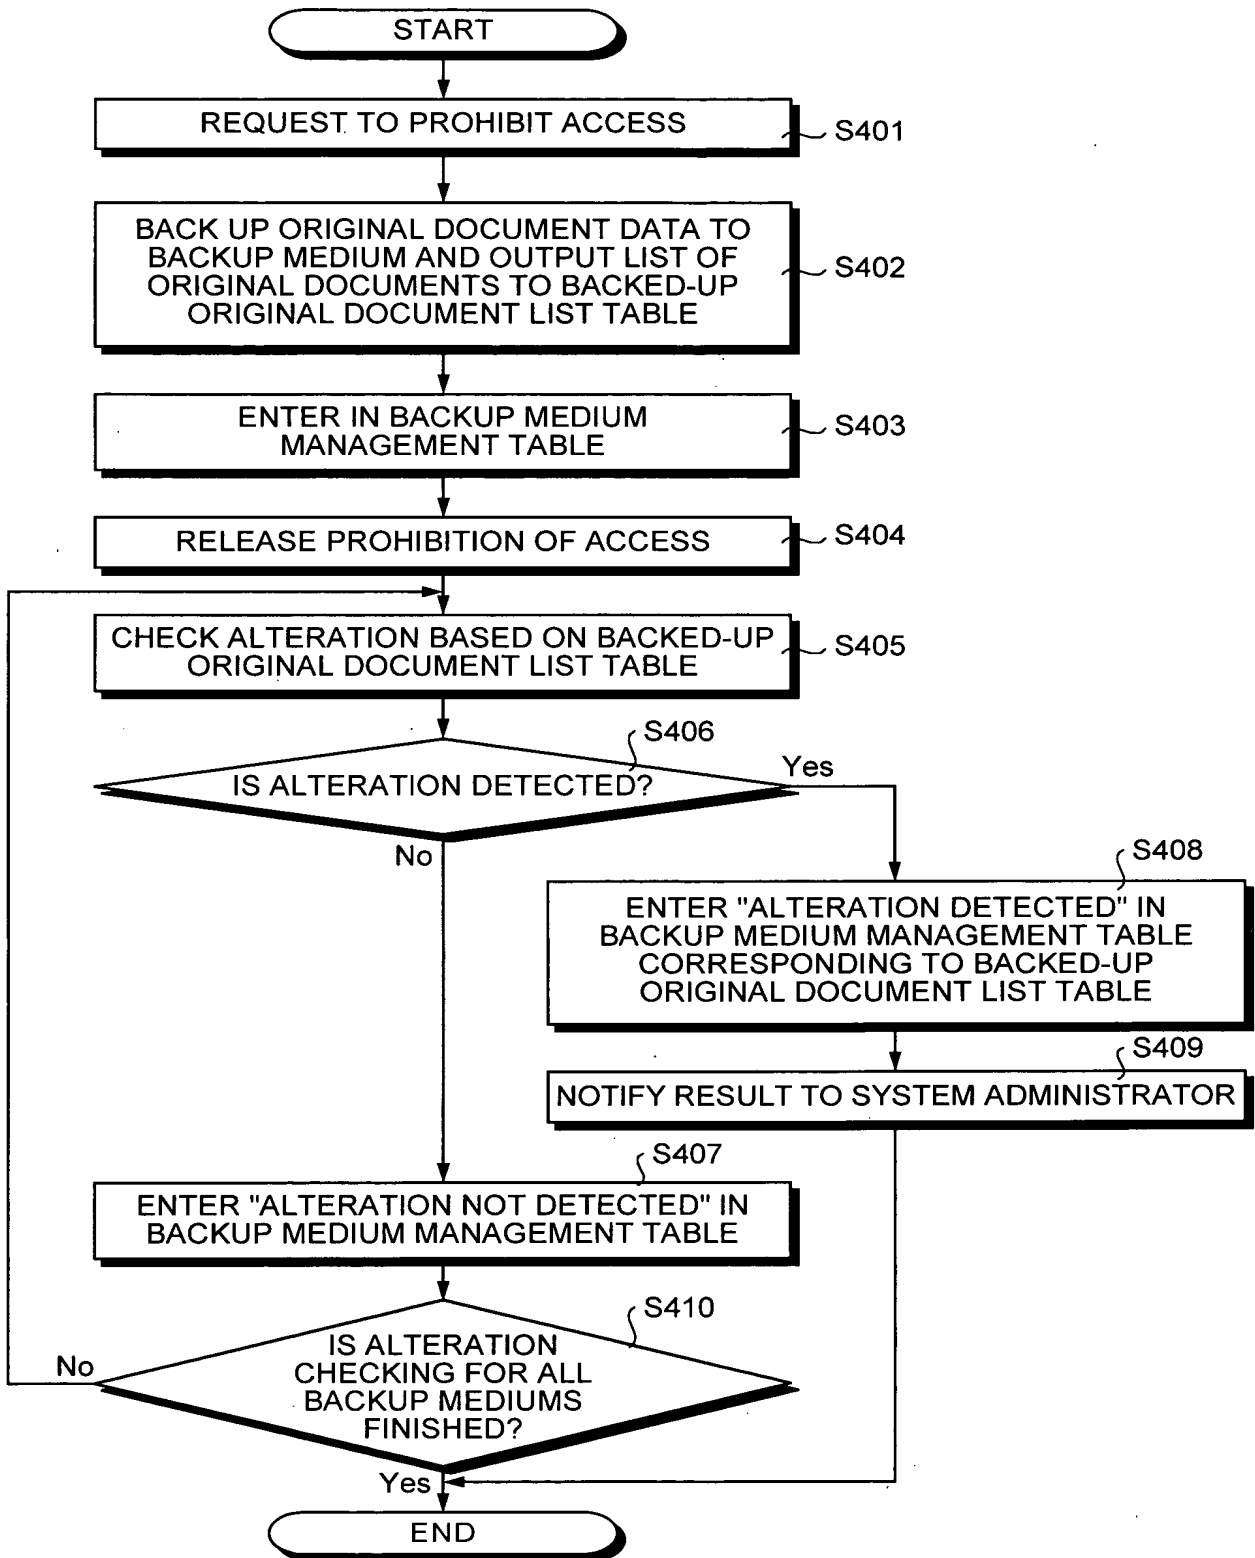 START
REQUEST TO PROHIBIT ACCESS
S401
BACK UP ORIGINAL DOCUMENT DATA TO
BACKUP MEDIUM AND OUTPUT LIST OF
ORIGINAL DOCUMENTS TO BACKED-UP
ORIGINAL DOCUMENT LIST TABLE
S402
ENTER IN BACKUP MEDIUM
MANAGEMENT TABLE
S403
RELEASE PROHIBITION OF ACCESS
S404
CHECK ALTERATION BASED ON BACKED-UP
ORIGINAL DOCUMENT LIST TABLE
S405
S406
IS ALTERATION DETECTED?
Yes
No
S408
ENTER "ALTERATION DETECTED" IN
BACKUP MEDIUM MANAGEMENT TABLE
CORRESPONDING TO BACKED-UP
ORIGINAL DOCUMENT LIST TABLE
S409
NOTIFY RESULT TO SYSTEM ADMINISTRATOR
S407
ENTER "ALTERATION NOT DETECTED" IN
BACKUP MEDIUM MANAGEMENT TABLE
S410
IS ALTERATION
CHECKING FOR ALL
BACKUP MEDIUMS
FINISHED?
No
Yes
END